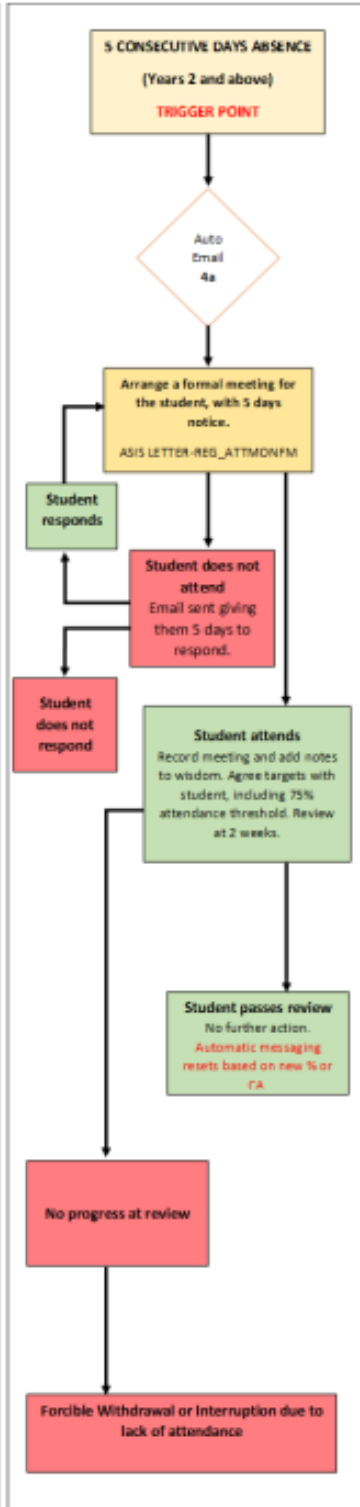 5 CONSECUTIVE DAYS ABSENCE
(Years 2 and above)
TRIGGER POINT
Auto
Email
4a
Arrange a formal meeting for
the student, with 5 days
notice.
ASIS LETTER-REG_ATTMONFM
Student
responds
Student does not
attend
Email sent giving
them 5 days to
respond.
Student
does not
respond
Student attends
Record meeting and add notes
to wisdom. Agree targets with
student, including 75%
attendance threshold. Review
at 2 weeks.
Student passes review
No further action.
Automatic messaging
resets based on new % or
CA
No progress at review
Forcible Withdrawal or Interruption due to
lack of attendance